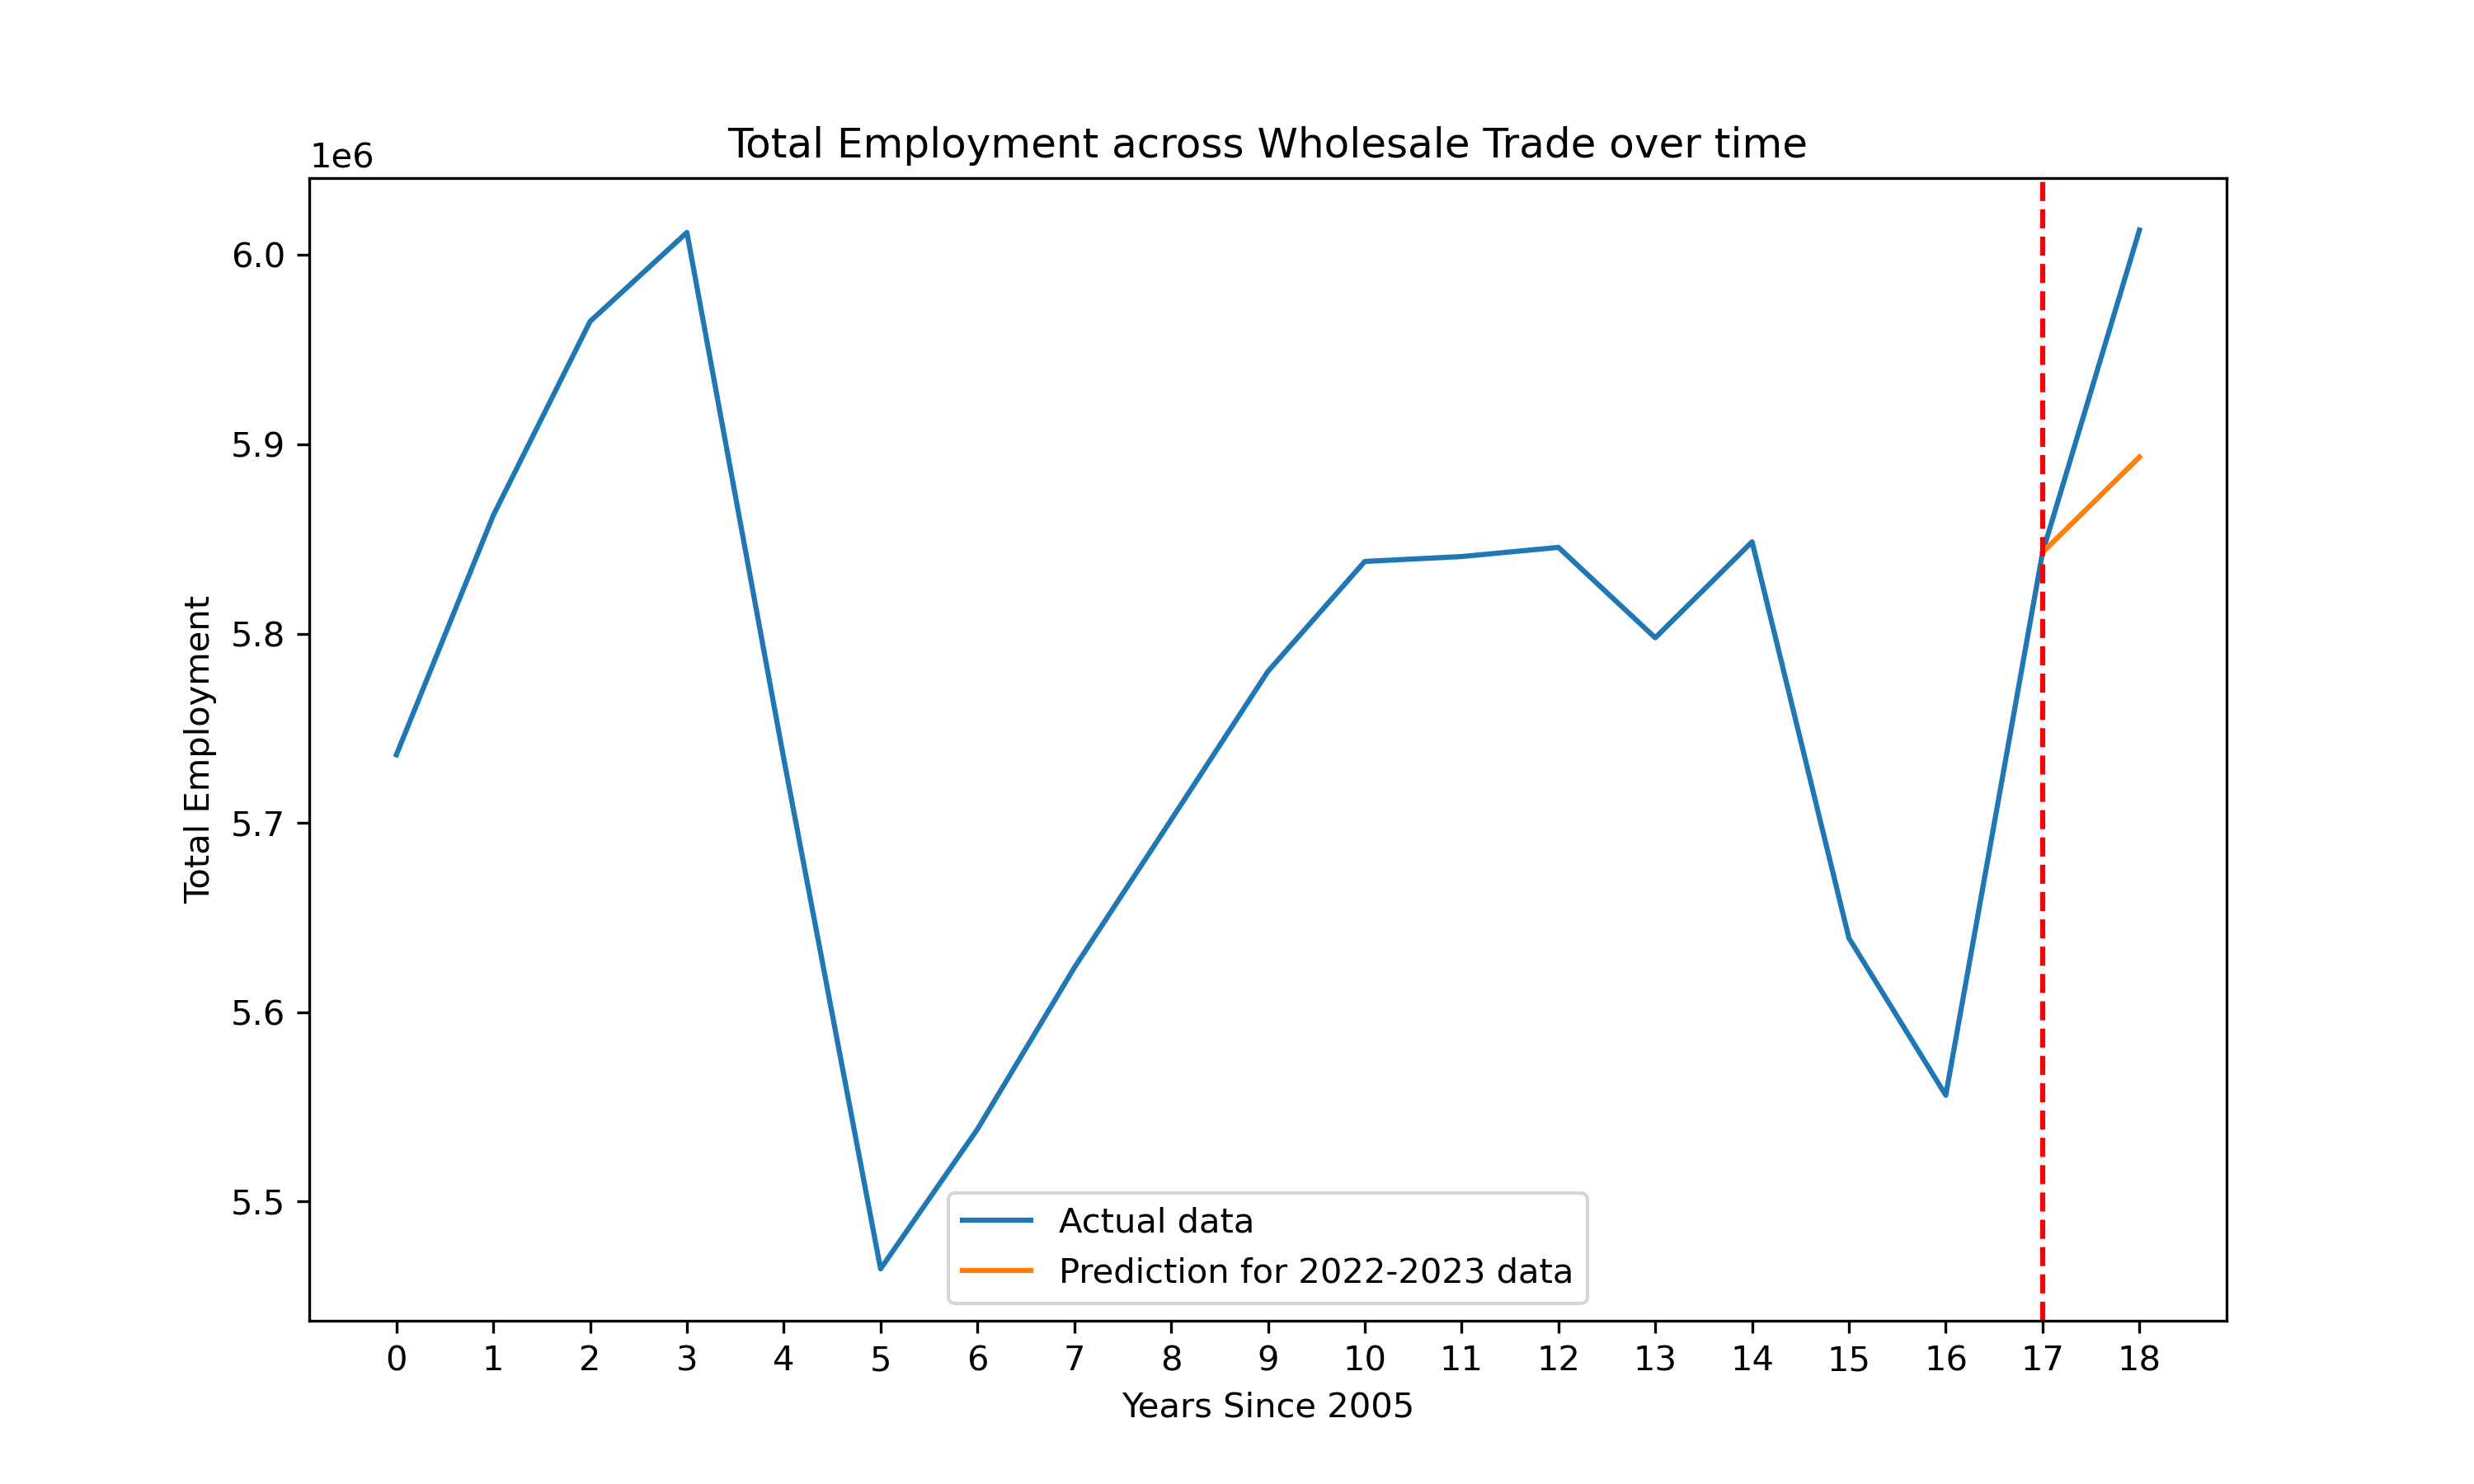 Total Employment across Wholesale Trade over time
1e6
6.0
5.9
5.8
5.7
5.6
5.5
Total Employment
Actual data
Prediction for 2022-2023 data
0 1 2 3 4 5 6 7 8 9 10 11 12 13 14 15 16 17 18
Years Since 2005